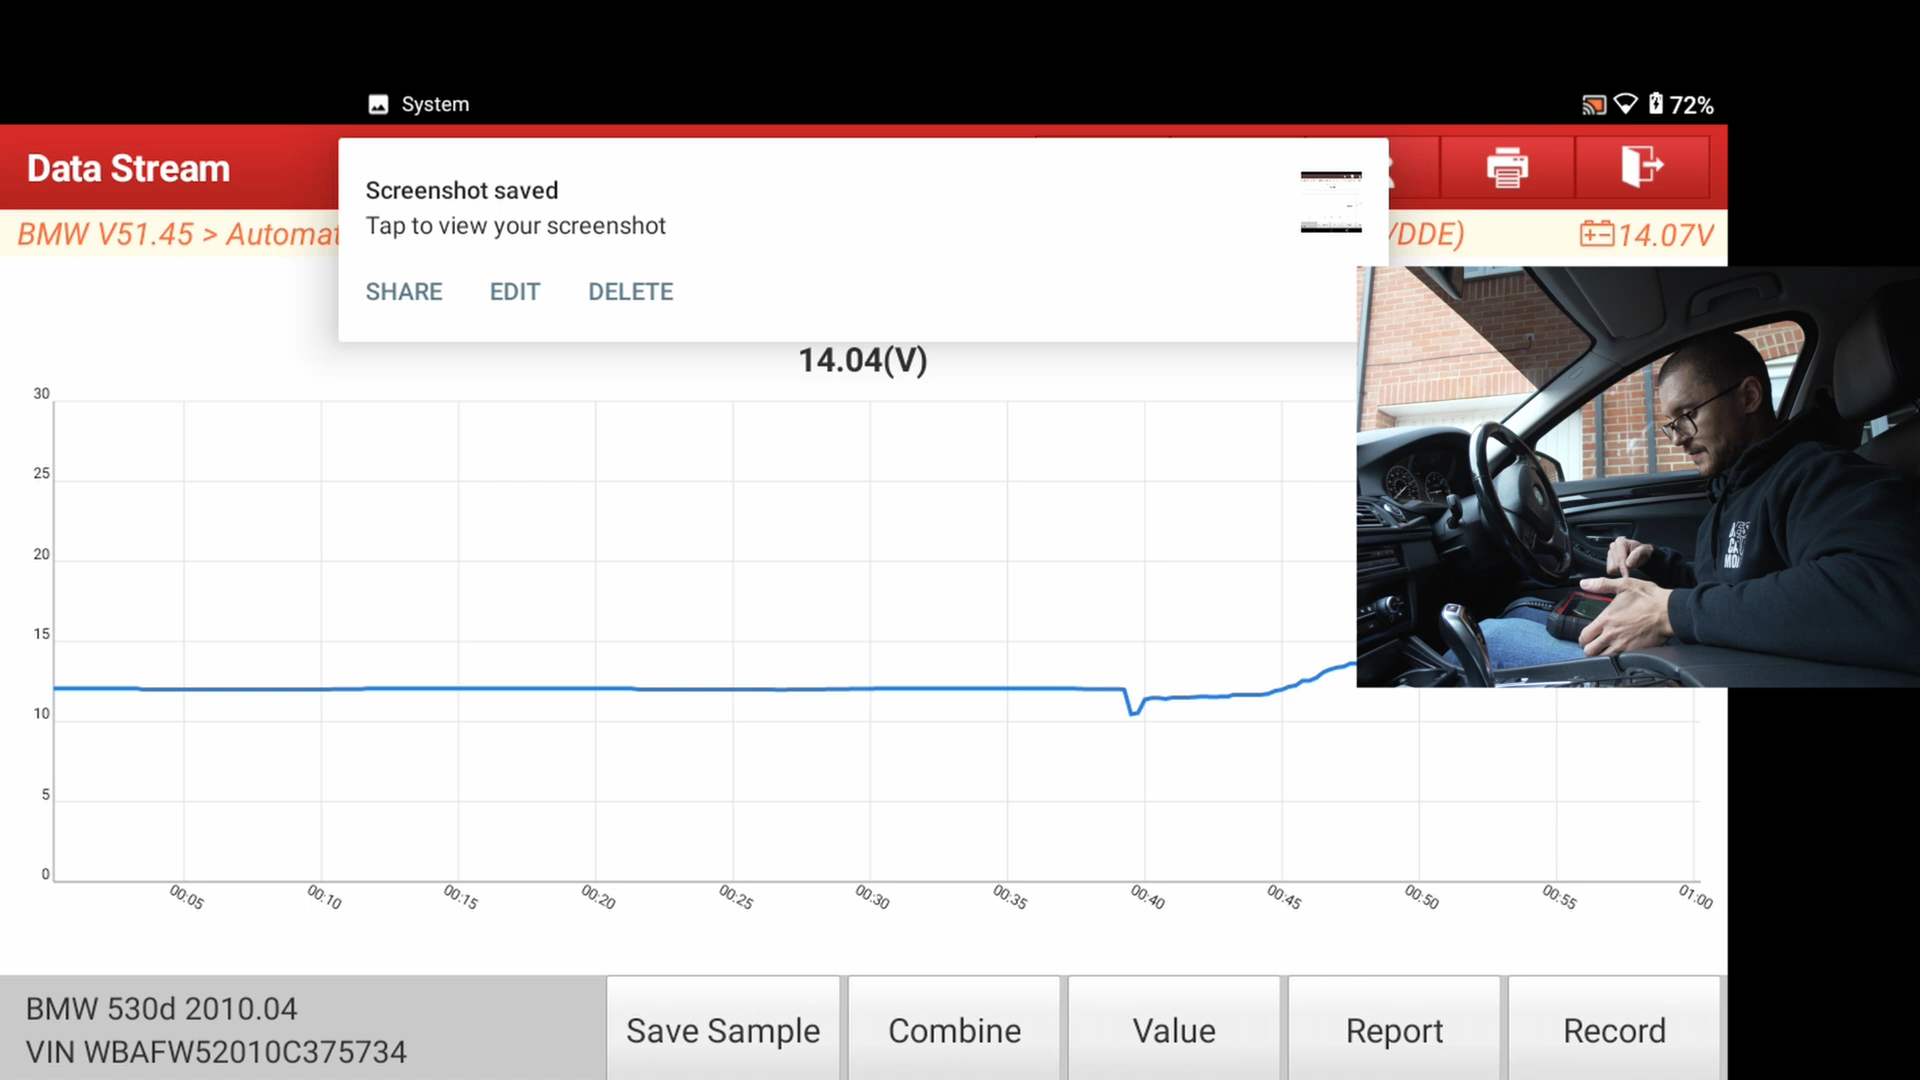 System
72%
Data Stream
Screenshot saved
Tap to view your screenshot
SHARE EDIT DELETE
BMW V51.45 > Automat
/DDE)
14.07V
14.04(V)
30
25
20
15
10
5
0
00:05 00:10 00:15 00:20 00:25 00:30 00:35 00:40 00:45 00:50 00:55 01:00
BMW 530d 2010.04
VIN WBAFW52010C375734
Save Sample
Combine
Value
Report
Record